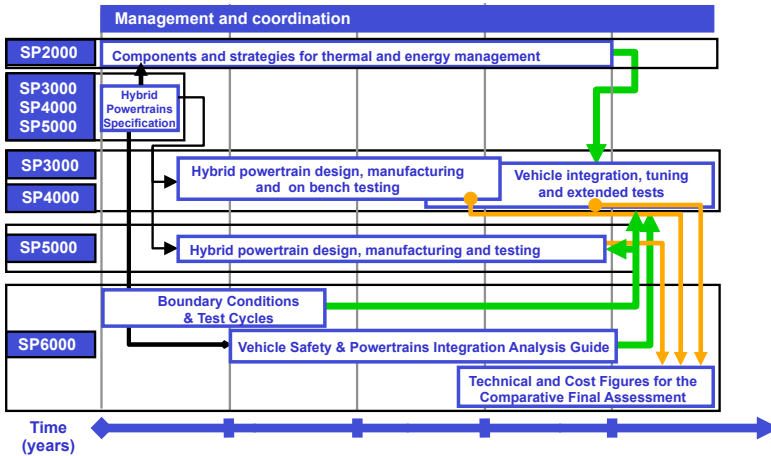 Management and coordination
SP2000
Components and strategies for thermal and energy management
SP3000
SP4000
SP5000
Hybrid
Powertrains
Specification
SP3000
SP4000
Hybrid powertrain design, manufacturing
and on bench testing
Vehicle integration, tuning
and extended tests
SP5000
Hybrid powertrain design, manufacturing and testing
SP6000
Boundary Conditions
& Test Cycles
Vehicle Safety & Powertrains Integration Analysis Guide
Technical and Cost Figures for the
Comparative Final Assessment
Time
(years)